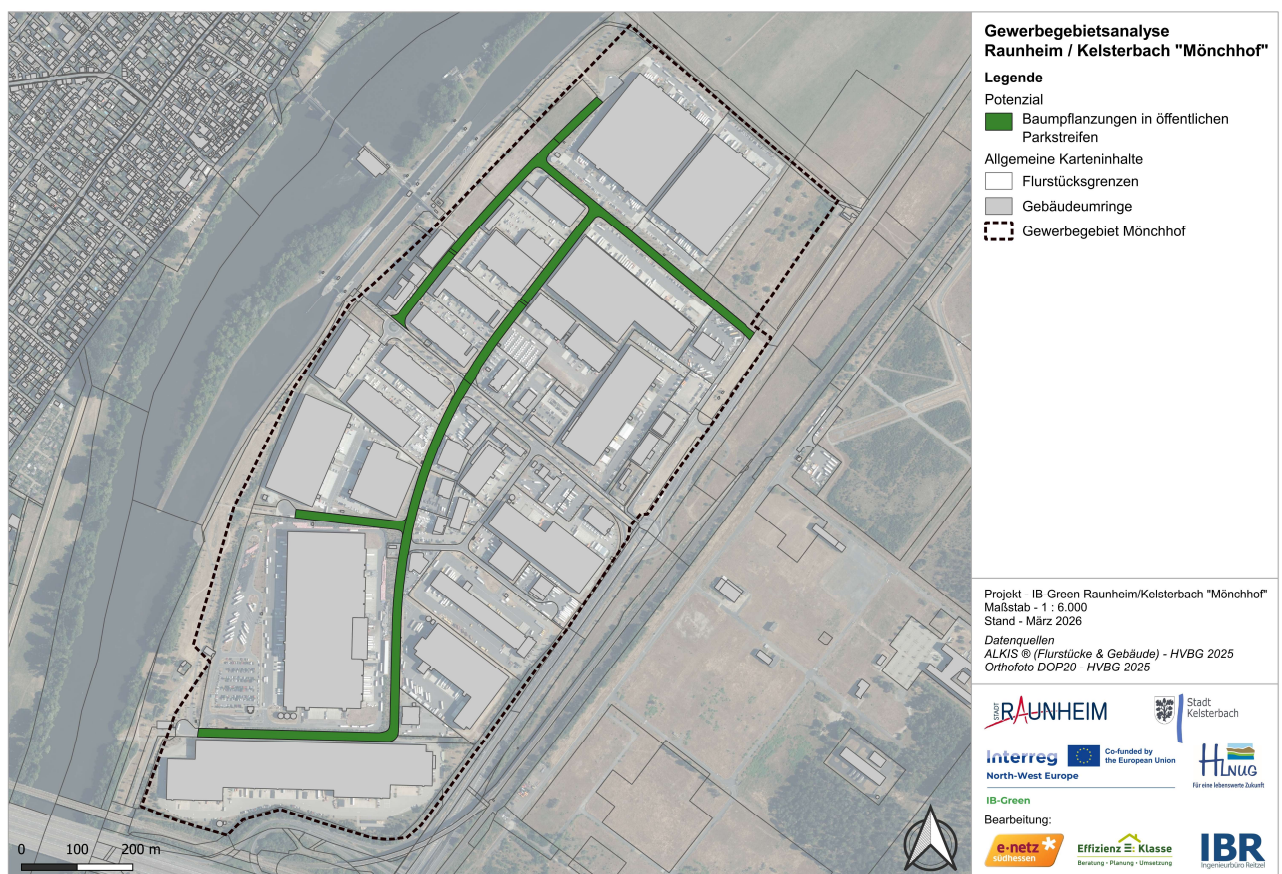 Gewerbegebietsanalyse
Raunheim / Kelsterbach "Mönchhof"
Legende
Potenzial
Baumpflanzungen in öffentlichen
Parkstreifen
Allgemeine Karteninhalte
Flurstücksgrenzen
Gebäudeumringe
Gewerbegebiet Mönchhof
Projekt - IB Green Raunheim/Kelsterbach "Mönchhof"
Maßstab - 1 : 6.000
Stand - März 2026
Datenquellen
ALKIS ® (Flurstücke & Gebäude) - HVBG 2025
Orthofoto DOP20 - HVBG 2025
STADT RAUNHEIM
Stadt
Kelsterbach
Interreg
Co-funded by
the European Union
North-West Europe
HLNUG
Für eine lebenswerte Zukunft
IB-Green
Bearbeitung:
e·netz
südhessen
Effizienz Klasse
Beratung • Planung • Umsetzung
IBR
Ingenieurbüro Reitzel
0 100 200 m